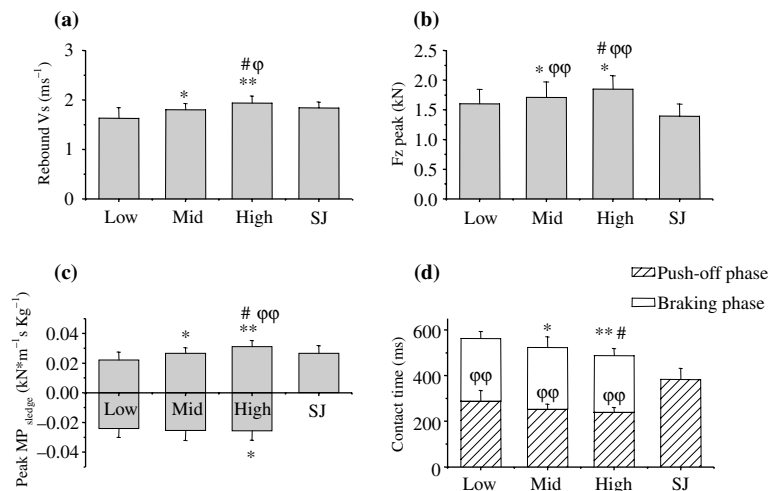 (a)
# φ
**
*
3
2
1
0
Rebound Vs (ms⁻¹)
Low Mid High SJ
(b)
# φφ
* φφ
*
2.5
2.0
1.5
1.0
0.5
0.0
Fz peak (kN)
Low Mid High SJ
(c)
# φφ
**
*
0.04
0.02
0.00
−0.02
−0.04
Peak MP sledge (kN*m⁻¹s Kg⁻¹)
Low Mid High SJ
*
(d)
Push-off phase
Braking phase
* ** #
600
400
200
0
Contact time (ms)
φφ φφ φφ
Low Mid High SJ